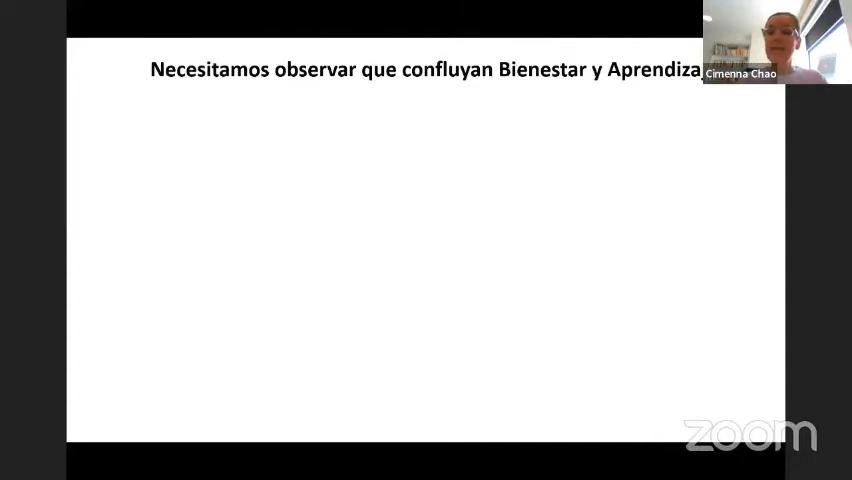 Necesitamos observar que confluyan Bienestar y Aprendiza
Cimenna Chao
zoom